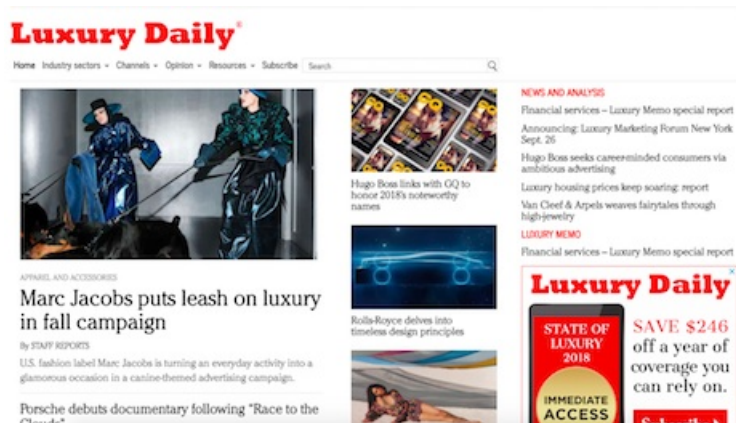 Luxury Daily®
Home Industry sectors Channels Opinion Resources Subscribe Search
APPAREL AND ACCESSORIES
Marc Jacobs puts leash on luxury
in fall campaign
By STAFF REPORTS
U.S. fashion label Marc Jacobs is turning an everyday activity into a
glamorous occasion in a canine-themed advertising campaign.
Porsche debuts documentary following “Race to the
Clouds”
GQ
Hugo Boss links with GQ to
honor 2018's noteworthy
names
Rolls-Royce delves into
timeless design principles
NEWS AND ANALYSIS
Financial services – Luxury Memo special report
Announcing: Luxury Marketing Forum New York
Sept. 26
Hugo Boss seeks career-minded consumers via
ambitious advertising
Luxury housing prices keep soaring: report
Van Cleef & Arpels weaves fairytales through
high-jewelry
LUXURY MEMO
Financial services – Luxury Memo special report
Luxury Daily
STATE OF
LUXURY
2018
IMMEDIATE
ACCESS
SAVE $246
off a year of
coverage you
can rely on.